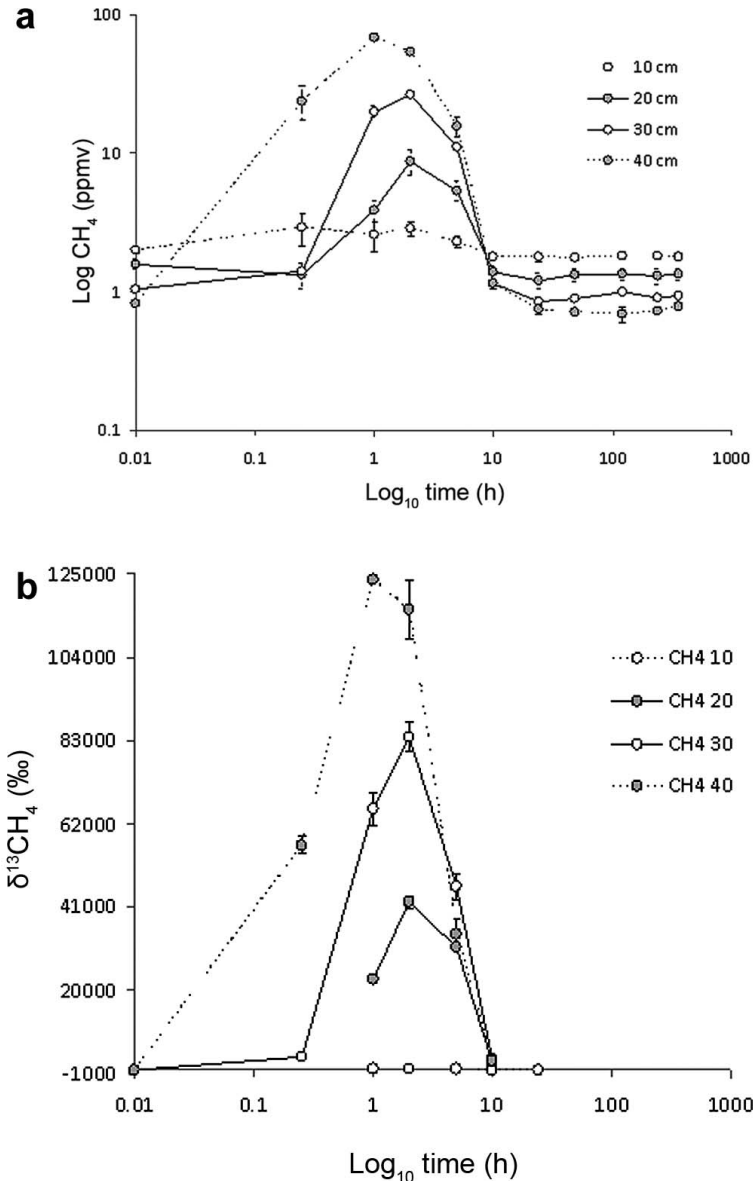 a
100
10
1
0.1
Log CH4 (ppmv)
10 cm
20 cm
30 cm
40 cm
0.01 0.1 1 10 100 1000
Log10 time (h)
b
125000
104000
83000
62000
41000
20000
-1000
δ13CH4 (‰)
CH4 10
CH4 20
CH4 30
CH4 40
0.01 0.1 1 10 100 1000
Log10 time (h)